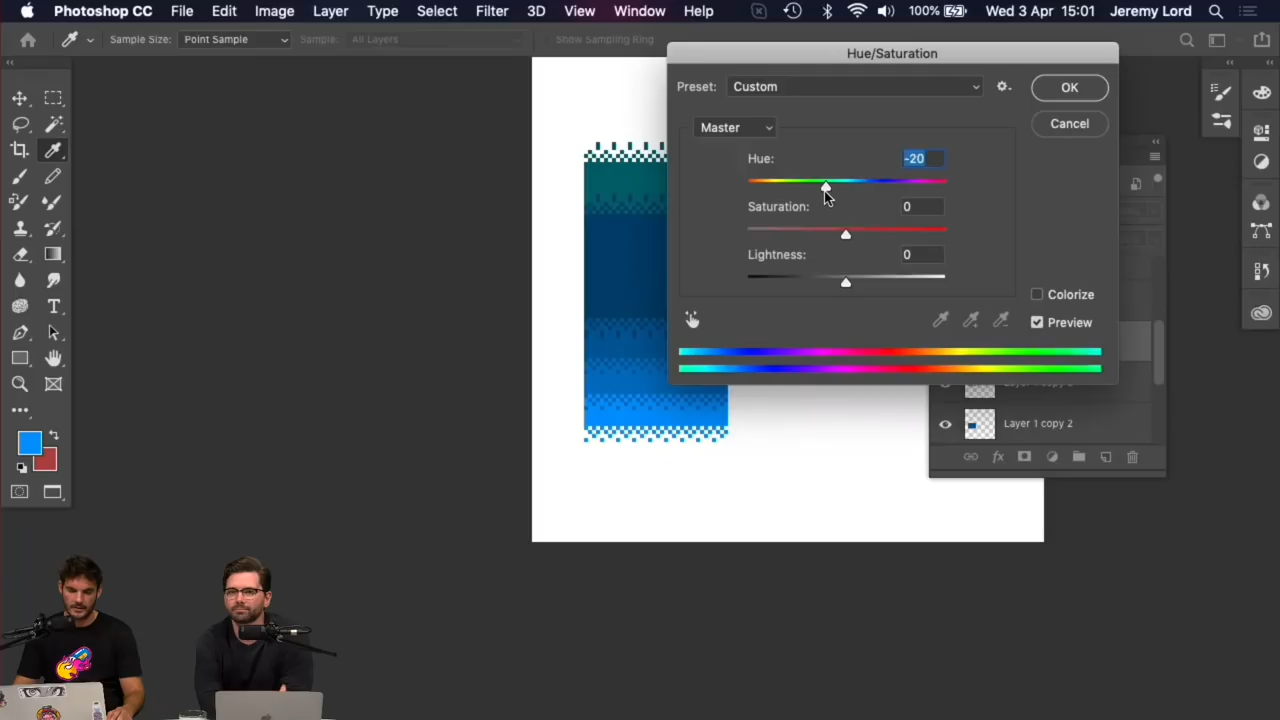 Photoshop CC File Edit Image Layer Type Select Filter 3D View Window Help 100% Wed 3 Apr 15:01 Jeremy Lord
Sample Size: Point Sample Sample: All Layers Show Sampling Ring
Hue/Saturation
Preset: Custom OK
Master Cancel
Hue: -20
Saturation: 0
Lightness: 0
Colorize
Preview
Layer 1 copy 2